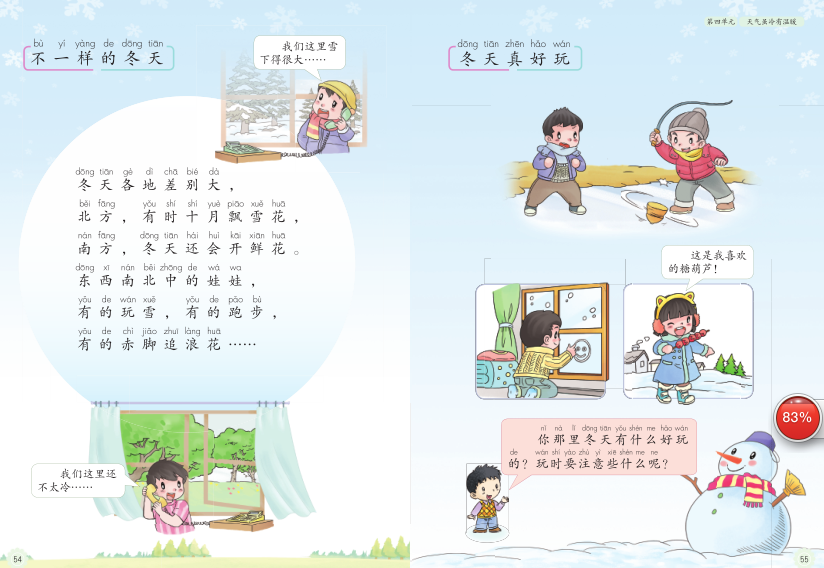 bù yí yàng de dōng tiān
不一样的冬天
我们这里雪
下得很大……
dōng tiān gè dì chā bié dà
冬天各地差别大，
běi fāng yǒu shí shí yuè piāo xuě huā
北方，有时十月飘雪花，
nán fāng dōng tiān hái huì kāi xiān huā
南方，冬天还会开鲜花。
dōng xī nán běi zhōng de wá wa
东西南北中的娃娃，
yǒu de wán xuě yǒu de pǎo bù
有的玩雪，有的跑步，
yǒu de chì jiǎo zhuī làng huā
有的赤脚追浪花……
我们这里还
不太冷……
54
第四单元 天气虽冷有温暖
dōng tiān zhēn hǎo wán
冬天真好玩
这是我喜欢
的糖葫芦！
83%
nǐ nà lǐ dōng tiān yǒu shén me hǎo wán
你那里冬天有什么好玩
de wán shí yào zhù yì xiē shén me ne
的？玩时要注意些什么呢？
55